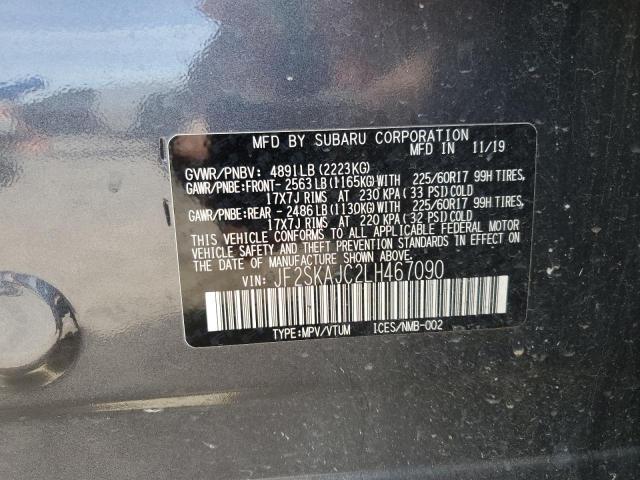 MFD BY SUBARU CORPORATION
MFD IN 11/19
GVWR/PNBV: 4891LB (2223KG)
GAWR/PNBE:FRONT- 2563LB (1165KG)WITH 225/60R17 99H TIRES,
17X7J RIMS AT 230 KPA (33 PSI)COLD
GAWR/PNBE:REAR - 2486LB (1130KG)WITH 225/60R17 99H TIRES,
17X7J RIMS AT 220 KPA (32 PSI)COLD
THIS VEHICLE CONFORMS TO ALL APPLICABLE FEDERAL MOTOR
VEHICLE SAFETY AND THEFT PREVENTION STANDARDS IN EFFECT ON
THE DATE OF MANUFACTURE SHOWN ABOVE.
VIN: JF2SKAJC2LH467090
TYPE:MPV/VTUM ICES/NMB-002